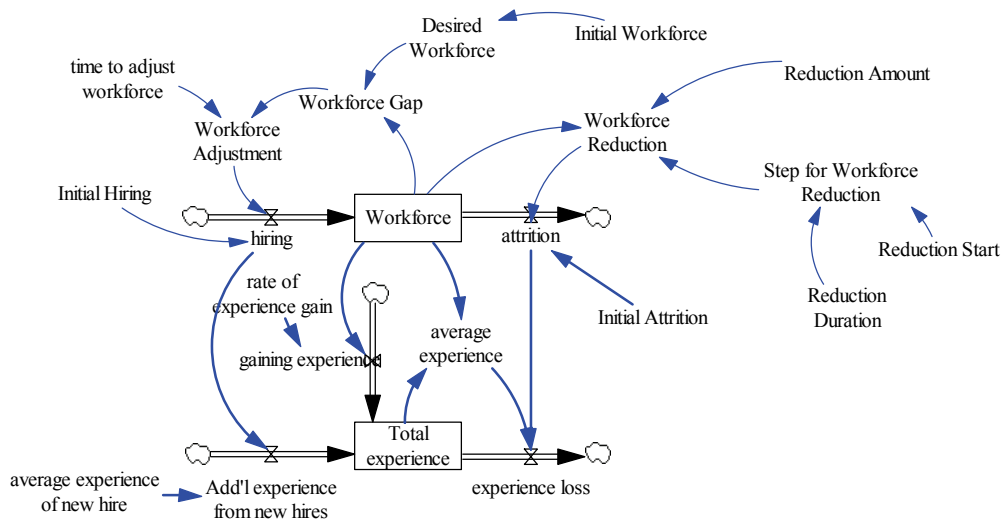 Desired
Workforce
Initial Workforce
time to adjust
workforce
Workforce Gap
Reduction Amount
Workforce
Adjustment
Workforce
Reduction
Step for Workforce
Reduction
Initial Hiring
Workforce
hiring
attrition
Reduction Start
rate of
experience gain
Initial Attrition
Reduction
Duration
gaining experience
average
experience
Total
experience
average experience
of new hire
Add'l experience
from new hires
experience loss